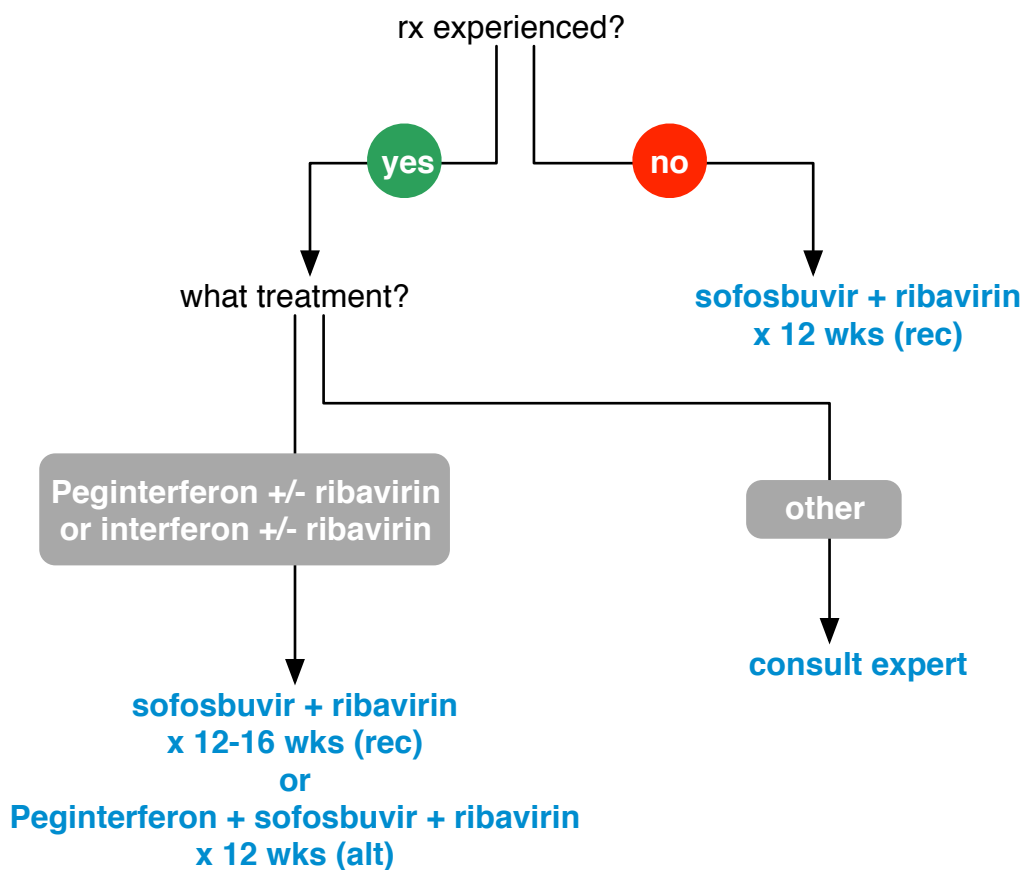 rx experienced?
yes
no
what treatment?
sofosbuvir + ribavirin
x 12 wks (rec)
Peginterferon +/- ribavirin
or interferon +/- ribavirin
other
consult expert
sofosbuvir + ribavirin
x 12-16 wks (rec)
or
Peginterferon + sofosbuvir + ribavirin
x 12 wks (alt)